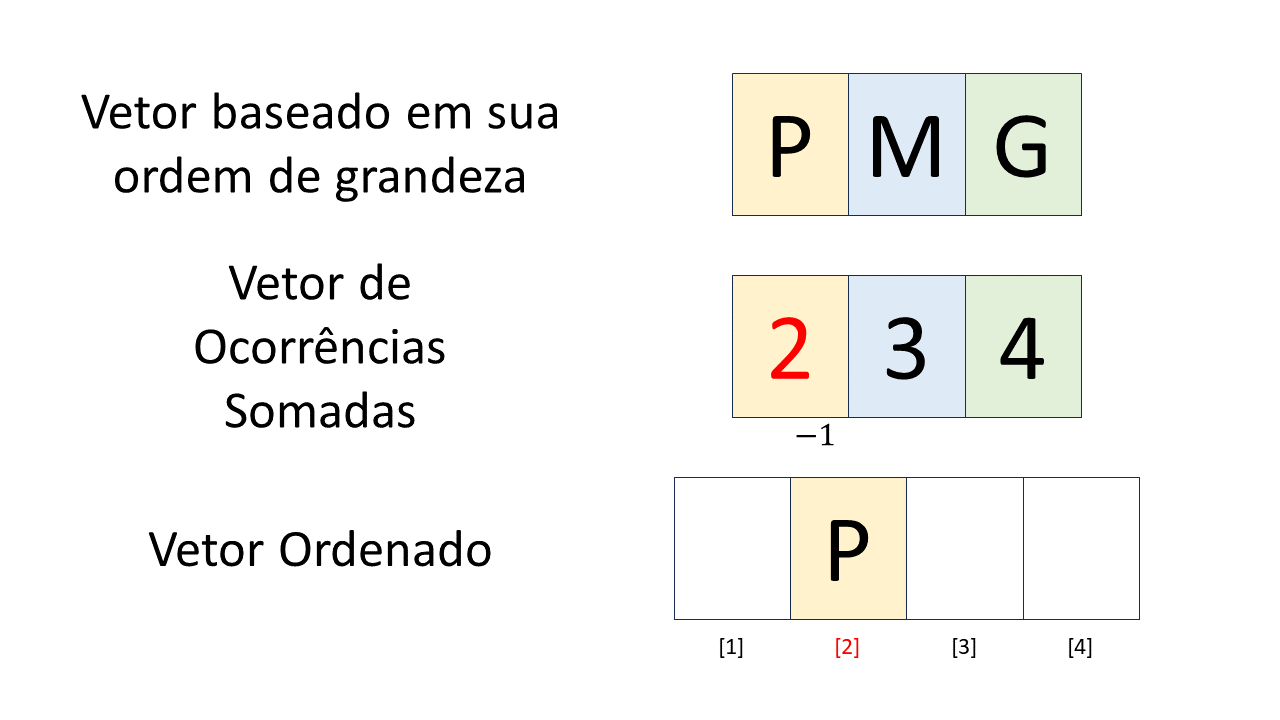 Vetor baseado em sua
ordem de grandeza
P M G
Vetor de
Ocorrências
Somadas
2 3 4
−1
Vetor Ordenado
P
[1] [2] [3] [4]